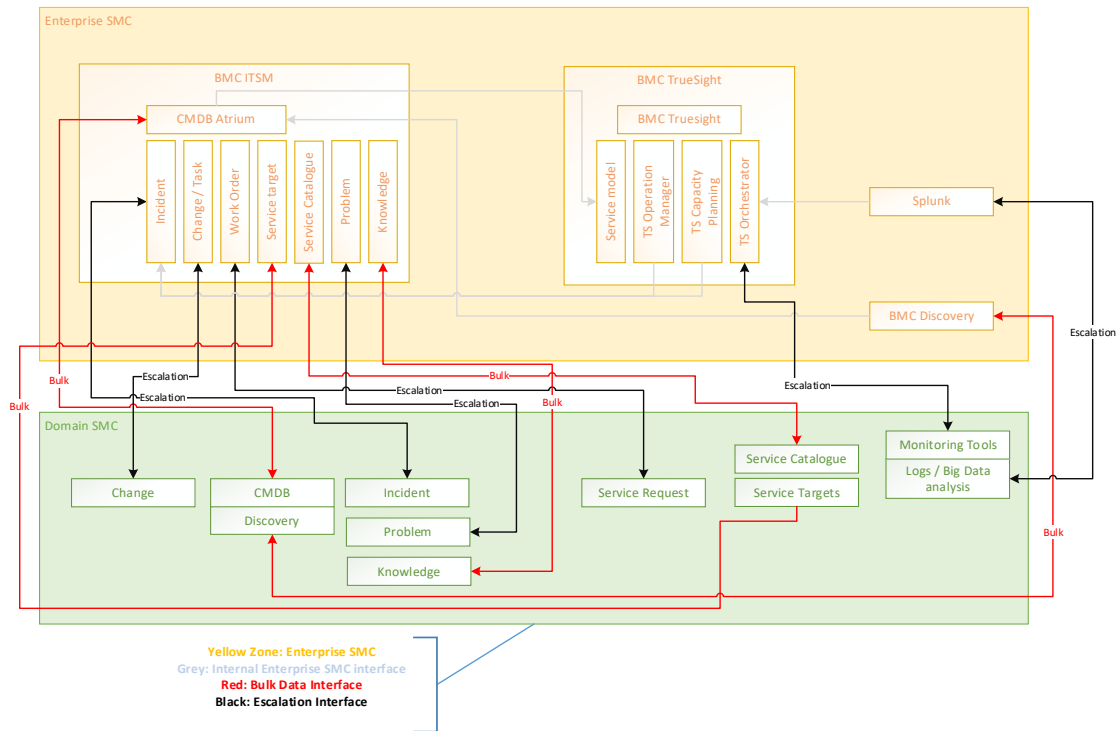 Enterprise SMC
BMC ITSM
BMC TrueSight
CMDB Atrium
BMC Truesight
Incident
Change / Task
Work Order
Service target
Service Catalogue
Problem
Knowledge
Service model
TS Operation
Manager
TS Capacity
Planning
TS Orchestrator
Splunk
BMC Discovery
Escalation
Escalation
Bulk
Bulk
Escalation
Escalation
Escalation
Bulk
Escalation
Bulk
Bulk
Domain SMC
Monitoring Tools
Logs / Big Data
analysis
Service Catalogue
Service Targets
Change
CMDB
Discovery
Incident
Problem
Knowledge
Service Request
Yellow Zone: Enterprise SMC
Grey: Internal Enterprise SMC interface
Red: Bulk Data Interface
Black: Escalation Interface